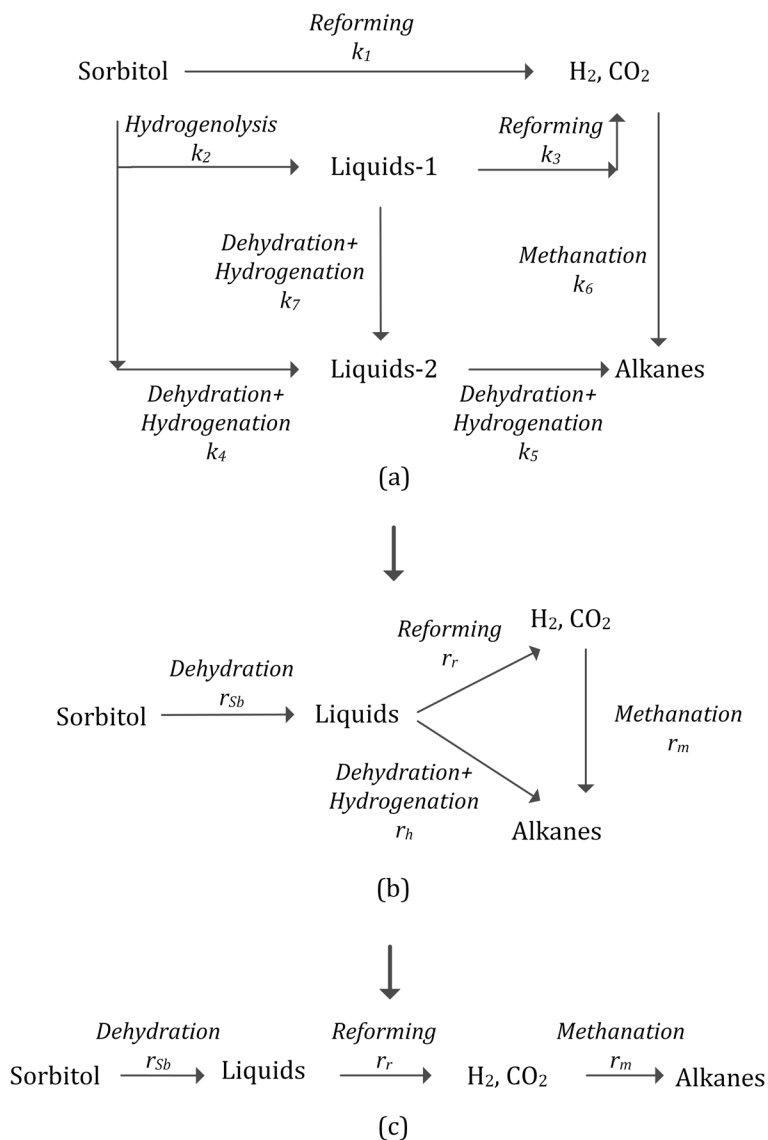 Reforming
k1
Sorbitol
H2, CO2
Hydrogenolysis
k2
Reforming
k3
Liquids-1
Dehydration+
Hydrogenation
k7
Methanation
k6
Liquids-2
Alkanes
Dehydration+
Hydrogenation
k4
Dehydration+
Hydrogenation
k5
(a)
H2, CO2
Reforming
rr
Dehydration
rSb
Sorbitol
Liquids
Methanation
rm
Dehydration+
Hydrogenation
rh
Alkanes
(b)
Dehydration
rSb
Reforming
rr
Methanation
rm
Sorbitol
Liquids
H2, CO2
Alkanes
(c)